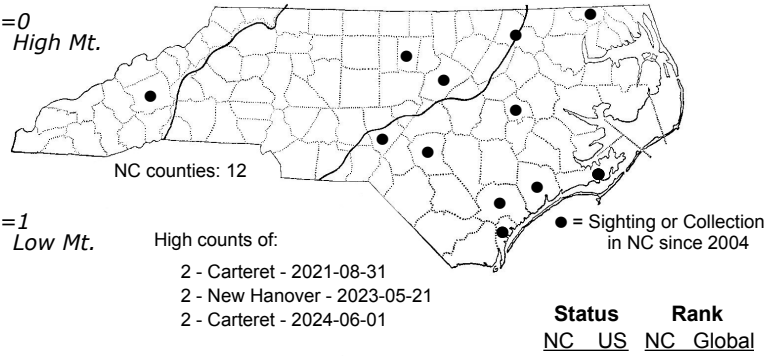 =0
High Mt.
NC counties: 12
=1
Low Mt.
High counts of:
2 - Carteret - 2021-08-31
2 - New Hanover - 2023-05-21
2 - Carteret - 2024-06-01
● = Sighting or Collection
in NC since 2004
Status Rank
NC US NC Global